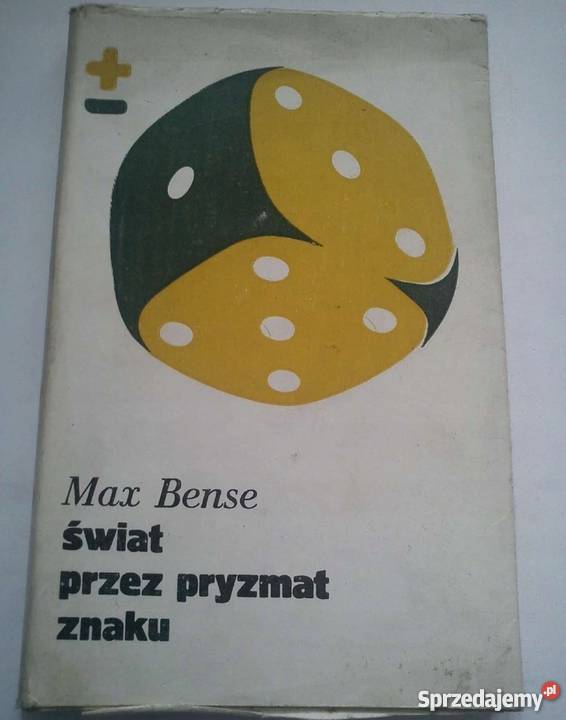 ±
Max Bense
świat
przez pryzmat
znaku
Sprzedajemy.pl